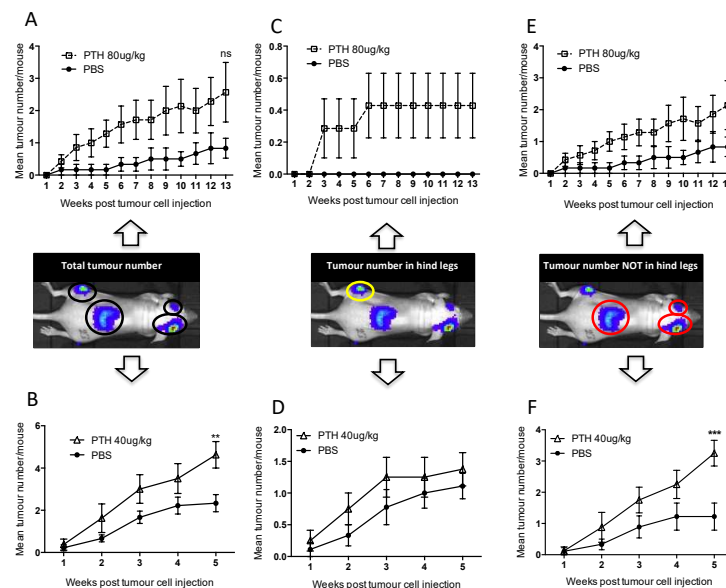 A
PTH 80ug/kg
PBS
ns
Mean tumour number/mouse
4
3
2
1
0
1 2 3 4 5 6 7 8 9 10 11 12 13
Weeks post tumour cell injection
C
PTH 80ug/kg
PBS
Mean tumour number/mouse
0.8
0.6
0.4
0.2
0.0
1 2 3 4 5 6 7 8 9 10 11 12 13
Weeks post tumour cell injection
E
PTH 80ug/kg
PBS
Mean tumour number/mouse
4
3
2
1
0
1 2 3 4 5 6 7 8 9 10 11 12
Weeks post tumour cell injection
Total tumour number
Tumour number in hind legs
Tumour number NOT in hind legs
B
PTH 40ug/kg
PBS
**
Mean tumour number/mouse
6
4
2
0
1 2 3 4 5
Weeks post tumour cell injection
D
PTH 40ug/kg
PBS
Mean tumour number/mouse
2.0
1.5
1.0
0.5
0.0
1 2 3 4 5
Weeks post tumour cell injection
F
PTH 40ug/kg
PBS
***
Mean tumour number/mouse
4
3
2
1
0
1 2 3 4 5
Weeks post tumour cell injection